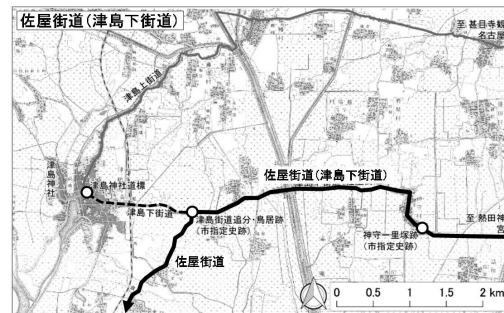 佐屋街道(津島下街道)
至 甚目寺観
名古屋
津島上街道
佐屋街道(津島下街道)
津島神社
津島神社道標
津島下街道
津島街道追分・鳥居跡
(市指定史跡)
至 熱田神
宮
神守一里塚跡
(市指定史跡)
佐屋街道
0 0.5 1 2 km